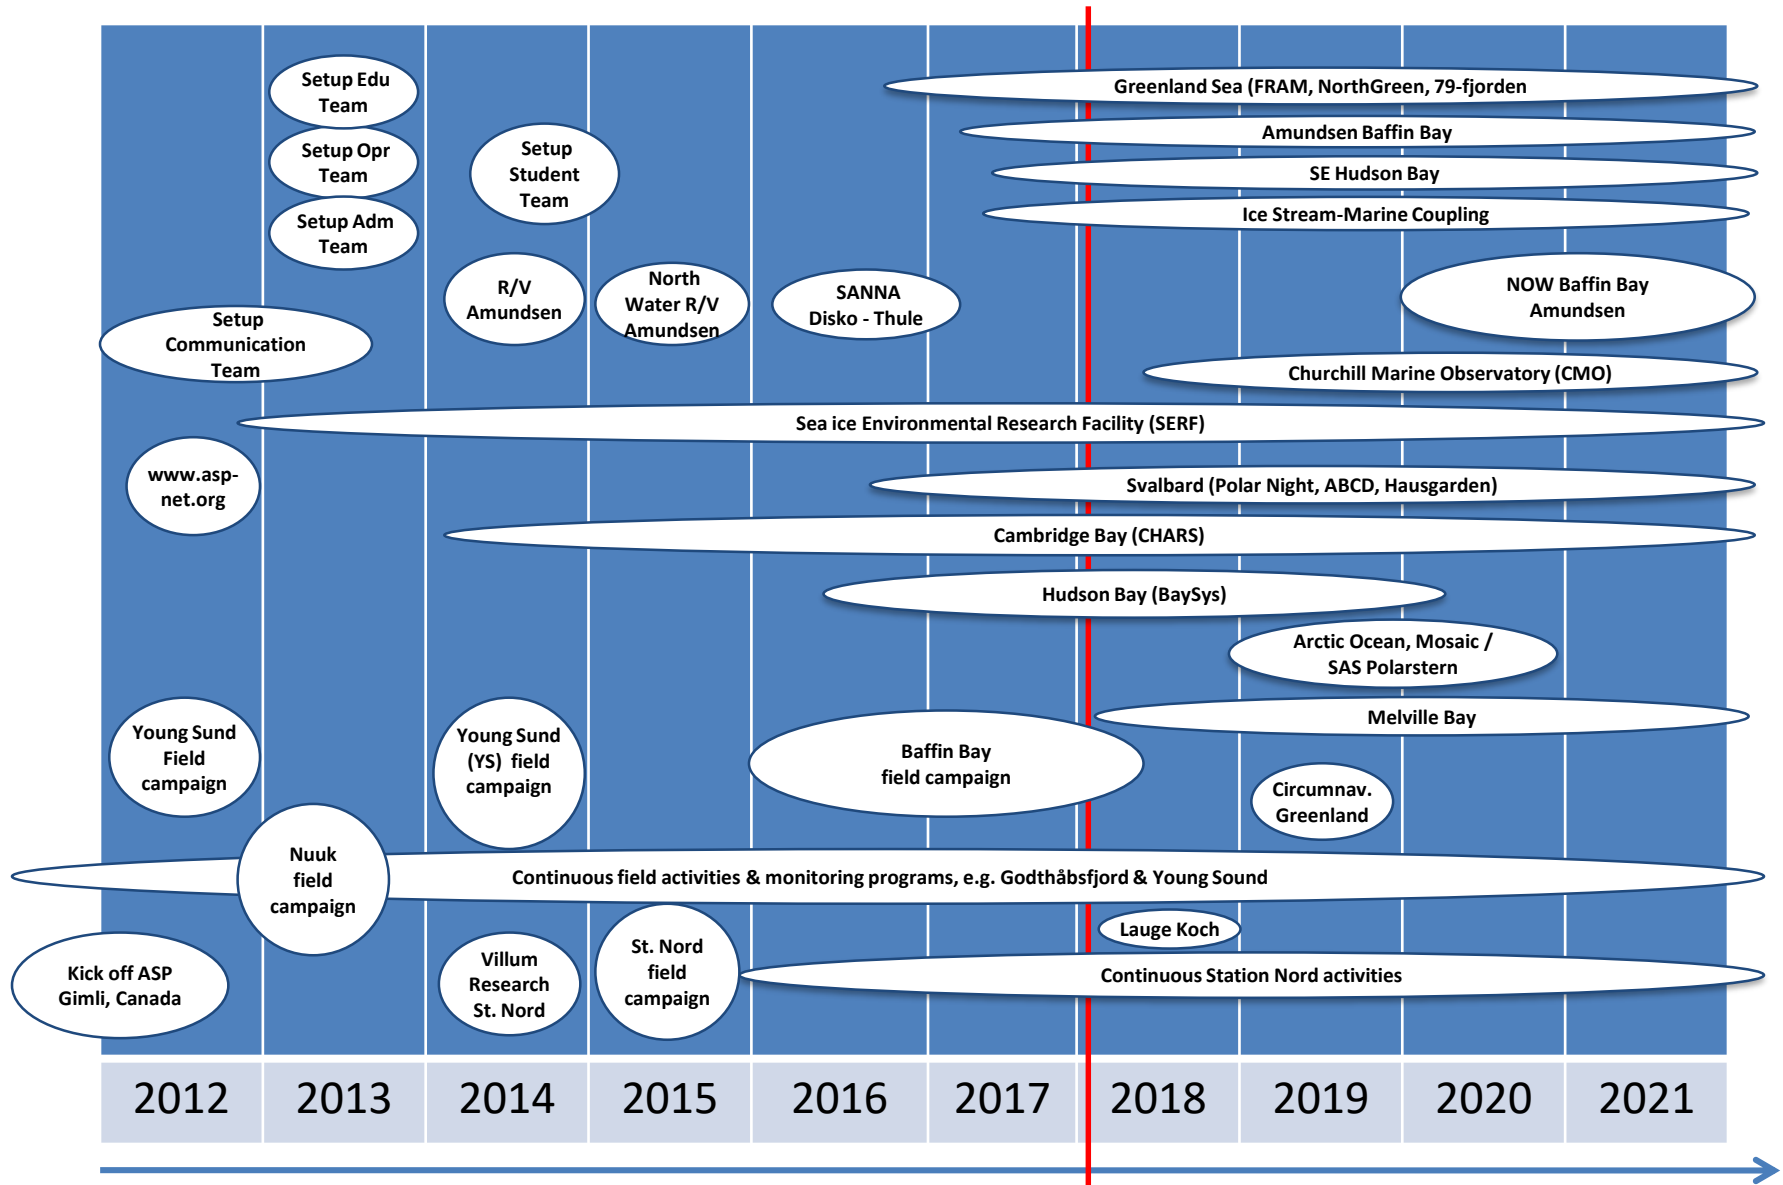 Setup Edu
Team
Setup Opr
Team
Setup Adm
Team
Setup
Student
Team
Greenland Sea (FRAM, NorthGreen, 79-fjorden
Amundsen Baffin Bay
SE Hudson Bay
Ice Stream-Marine Coupling
R/V
Amundsen
North
Water R/V
Amundsen
SANNA
Disko - Thule
NOW Baffin Bay
Amundsen
Setup
Communication
Team
Churchill Marine Observatory (CMO)
Sea ice Environmental Research Facility (SERF)
www.asp-
net.org
Svalbard (Polar Night, ABCD, Hausgarden)
Cambridge Bay (CHARS)
Hudson Bay (BaySys)
Arctic Ocean, Mosaic /
SAS Polarstern
Melville Bay
Young Sund
Field
campaign
Young Sund
(YS) field
campaign
Baffin Bay
field campaign
Circumnav.
Greenland
Nuuk
field
campaign
Continuous field activities & monitoring programs, e.g. Godthåbsfjord & Young Sound
Lauge Koch
Kick off ASP
Gimli, Canada
Villum
Research
St. Nord
St. Nord
field
campaign
Continuous Station Nord activities
2012 2013 2014 2015 2016 2017 2018 2019 2020 2021